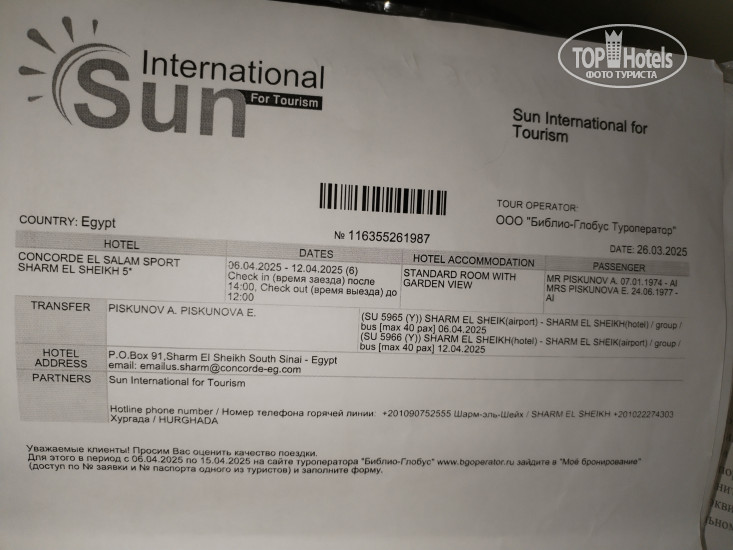 International
Sun
For Tourism
TOP Hotels
ФОТО ТУРИСТА
Sun International for
Tourism
TOUR OPERATOR:
ООО "Библио-Глобус Туроператор"
№ 116355261987
COUNTRY: Egypt
DATE: 26.03.2025
HOTEL
DATES
HOTEL ACCOMMODATION
PASSENGER
CONCORDE EL SALAM SPORT
SHARM EL SHEIKH 5*
06.04.2025 - 12.04.2025 (6)
Check in (время заезда) после
14:00, Check out (время выезда) до
12:00
STANDARD ROOM WITH
GARDEN VIEW
MR PISKUNOV A. 07.01.1974 - AI
MRS PISKUNOVA E. 24.06.1977 -
AI
TRANSFER
PISKUNOV A. PISKUNOVA E.
(SU 5965 (Y)) SHARM EL SHEIK(airport) - SHARM EL SHEIKH(hotel) / group /
bus [max 40 pax] 06.04.2025
(SU 5966 (Y)) SHARM EL SHEIKH(hotel) - SHARM EL SHEIK(airport) / group /
bus [max 40 pax] 12.04.2025
HOTEL
ADDRESS
P.O.Box 91,Sharm El Sheikh South Sinai - Egypt
email: emailus.sharm@concorde-eg.com
PARTNERS
Sun International for Tourism
Hotline phone number / Номер телефона горячей линии: +201090752555 Шарм-эль-Шейх / SHARM EL SHEIKH +201022274303
Хургада / HURGHADA
Уважаемые клиенты! Просим Вас оценить качество поездки.
Для этого в период с 06.04.2025 по 15.04.2025 на сайте туроператора "Библио-Глобус" www.bgoperator.ru зайдите в "Моё бронирование"
(доступ по № заявки и № паспорта одного из туристов) и заполните форму.